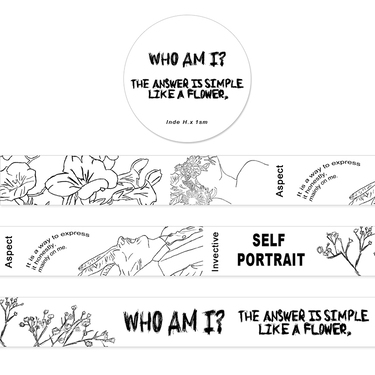 WHO AM I?
THE ANSWER IS SIMPLE
LIKE A FLOWER.
Inde H. x 1sm
Aspect
It is a way to express
it honestly,
mainly on me.
Aspect
It is a way to express
it honestly,
mainly on me.
Invective
SELF
PORTRAIT
WHO AM I?
THE ANSWER IS SIMPLE
LIKE A FLOWER.